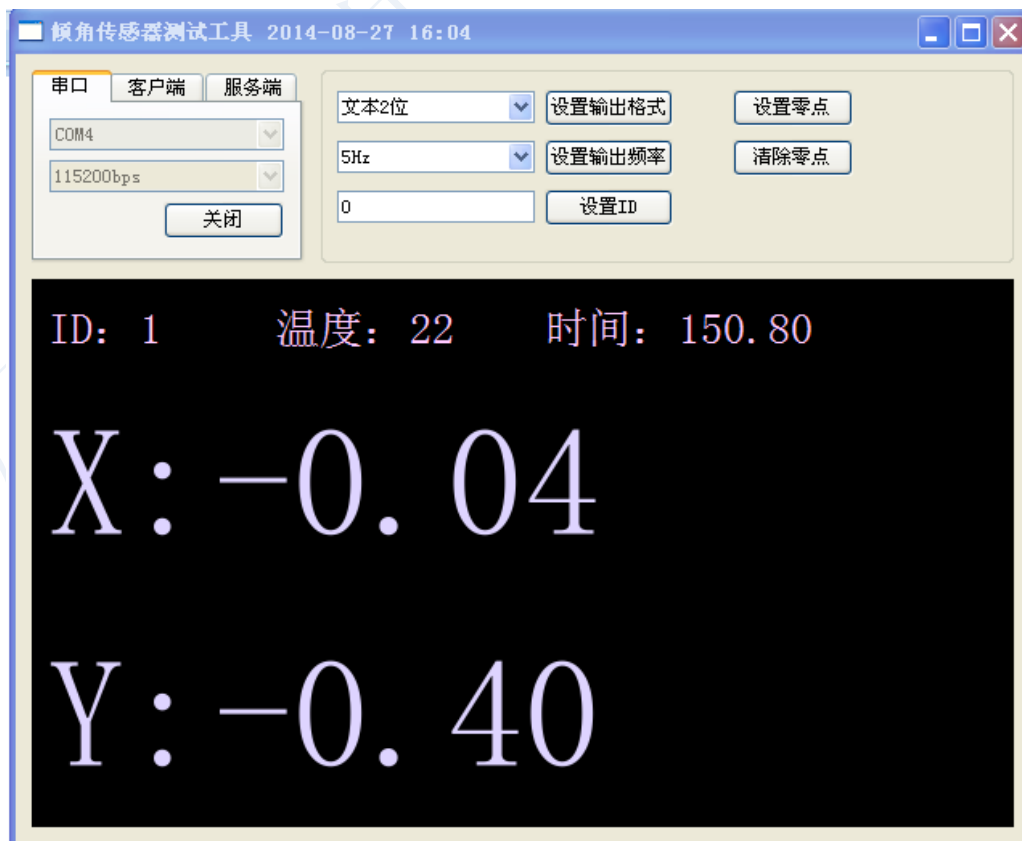 倾角传感器测试工具 2014-08-27 16:04
串口 客户端 服务端
COM4
115200bps
关闭
文本2位 设置输出格式 设置零点
5Hz 设置输出频率 清除零点
0 设置ID
ID: 1 温度: 22 时间: 150.80
X:-0.04
Y:-0.40